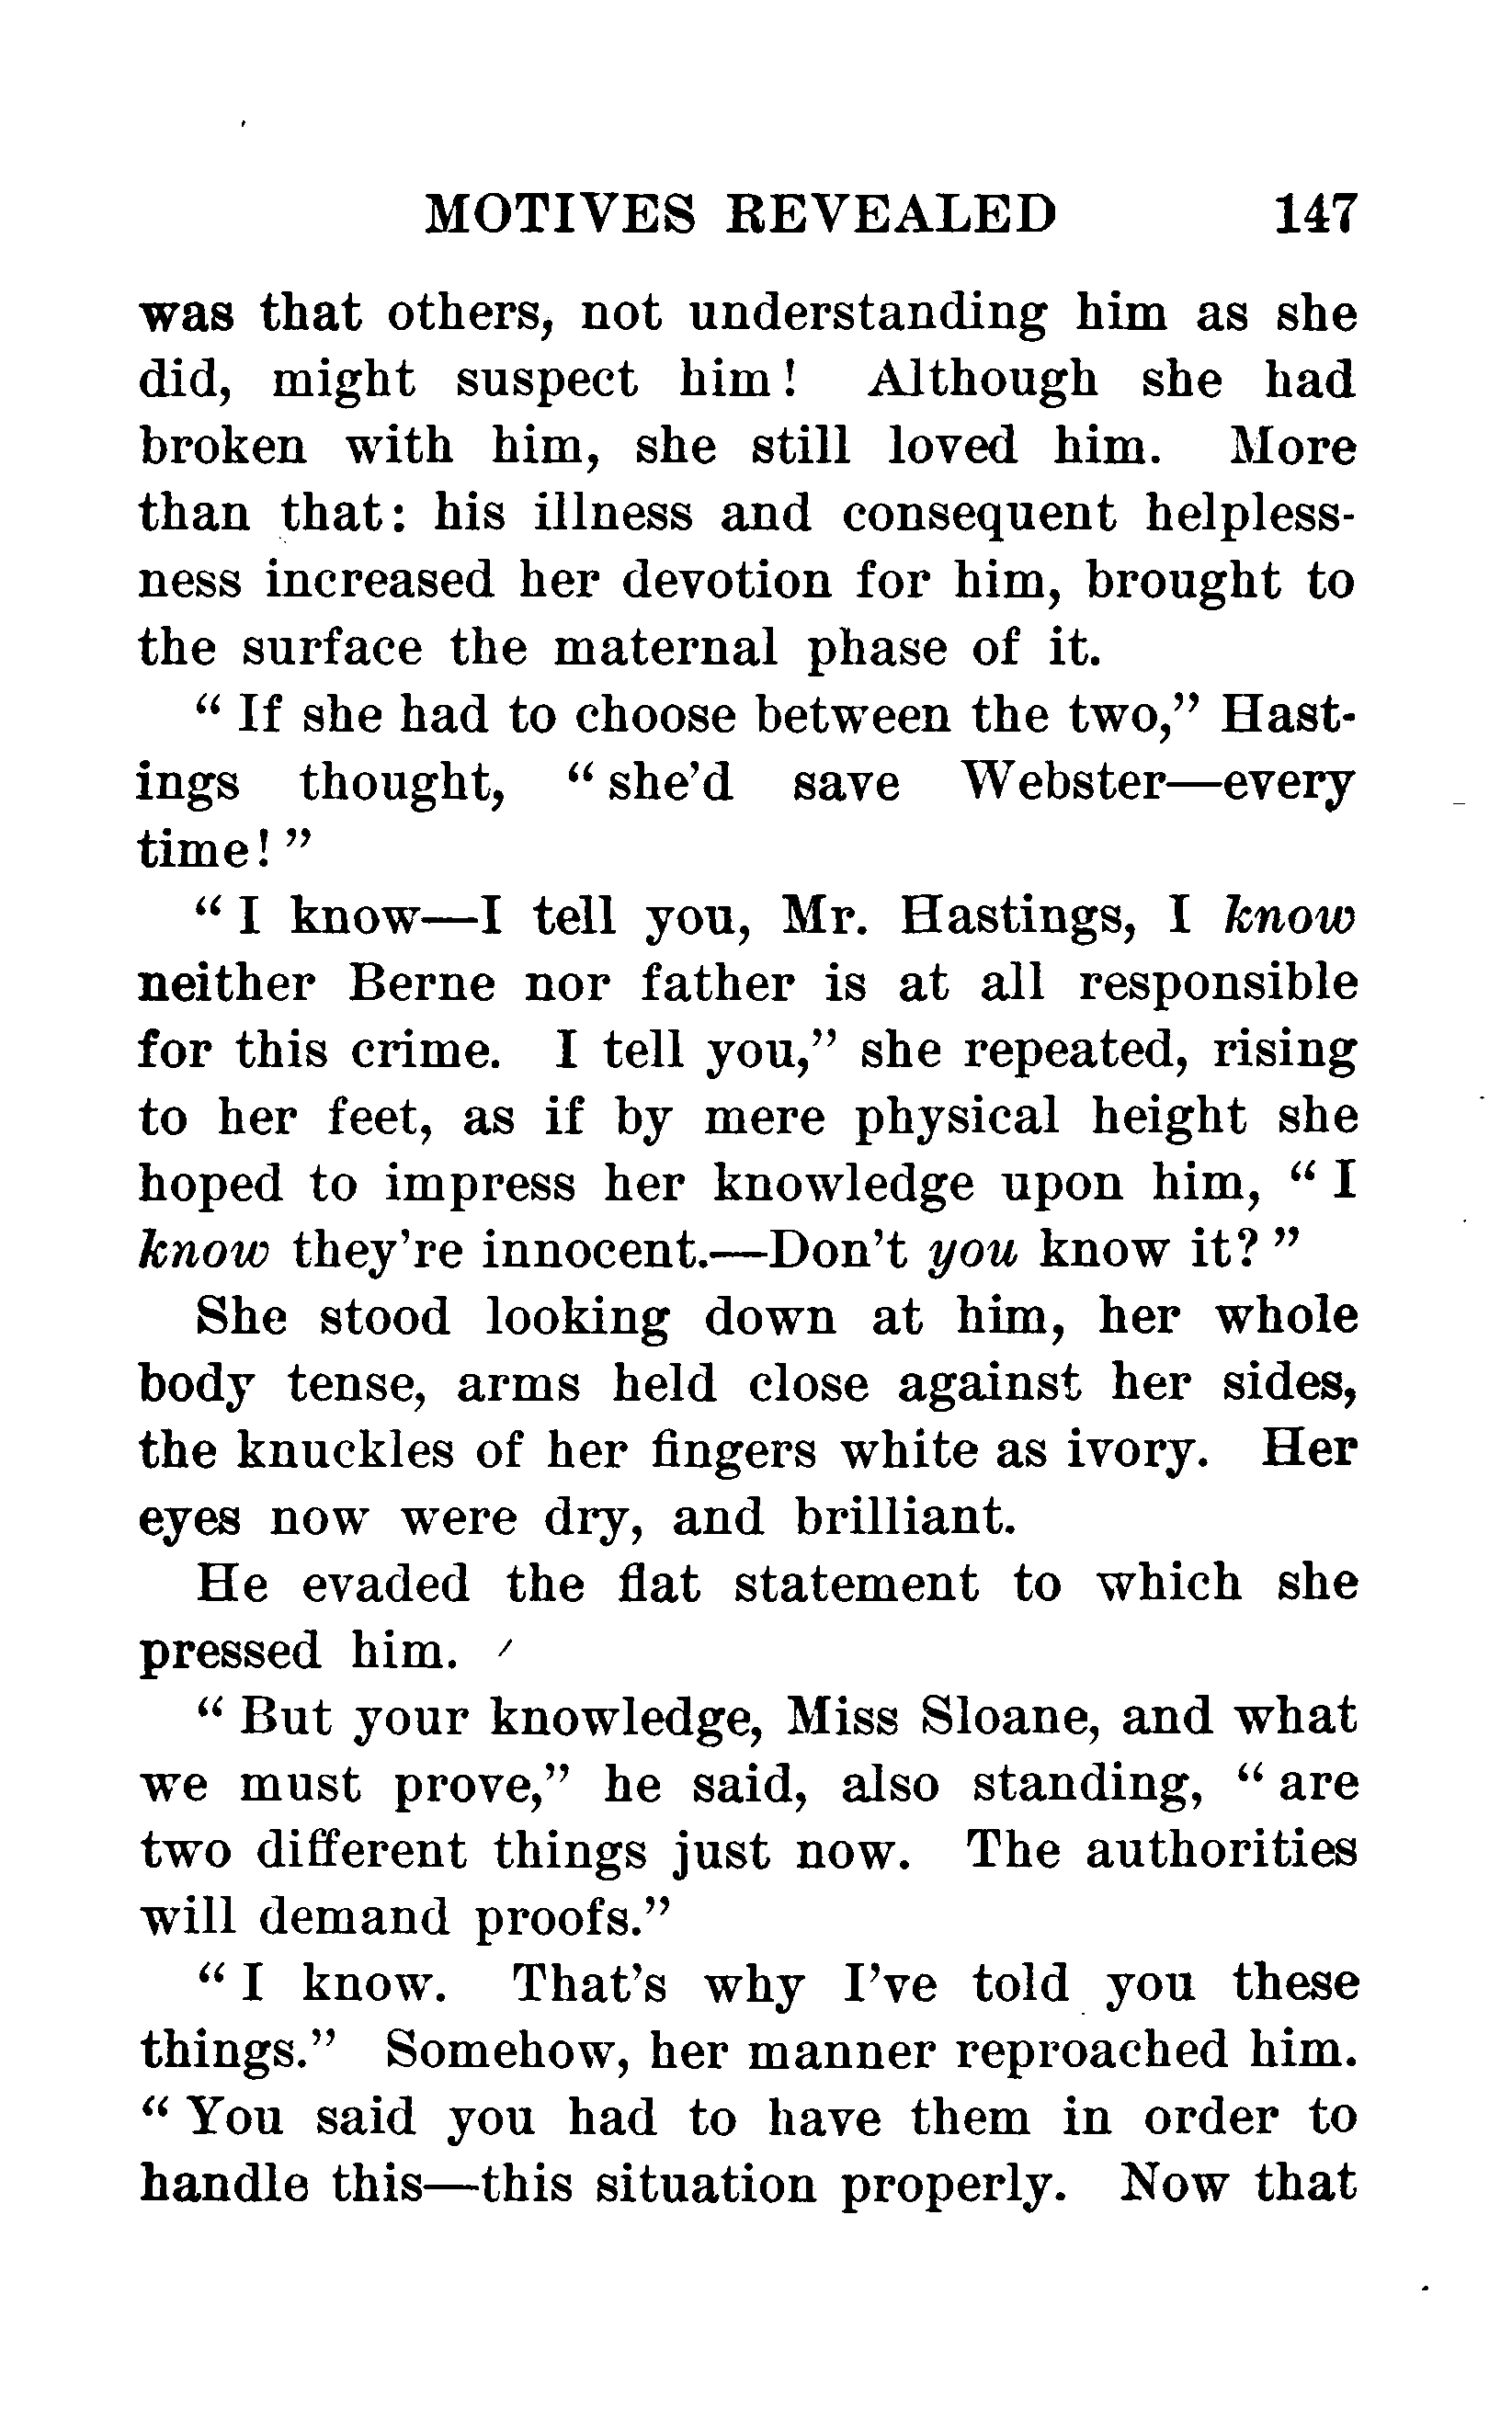 MOTIVES REVEALED 147
was that others, not understanding him as she
did, might suspect him! Although she had
broken with him, she still loved him. More
than that: his illness and consequent helpless-
ness increased her devotion for him, brought to
the surface the maternal phase of it.
“ If she had to choose between the two,” Hast-
ings thought, “ she’d save Webster—every
time! ”
“ I know—I tell you, Mr. Hastings, I know
neither Berne nor father is at all responsible
for this crime. I tell you,” she repeated, rising
to her feet, as if by mere physical height she
hoped to impress her knowledge upon him, “ I
know they’re innocent.—Don’t you know it? ”
She stood looking down at him, her whole
body tense, arms held close against her sides,
the knuckles of her fingers white as ivory. Her
eyes now were dry, and brilliant.
He evaded the flat statement to which she
pressed him.
“ But your knowledge, Miss Sloane, and what
we must prove,” he said, also standing, “ are
two different things just now. The authorities
will demand proofs.”
“ I know. That’s why I’ve told you these
things.” Somehow, her manner reproached him.
“ You said you had to have them in order to
handle this—this situation properly. Now that